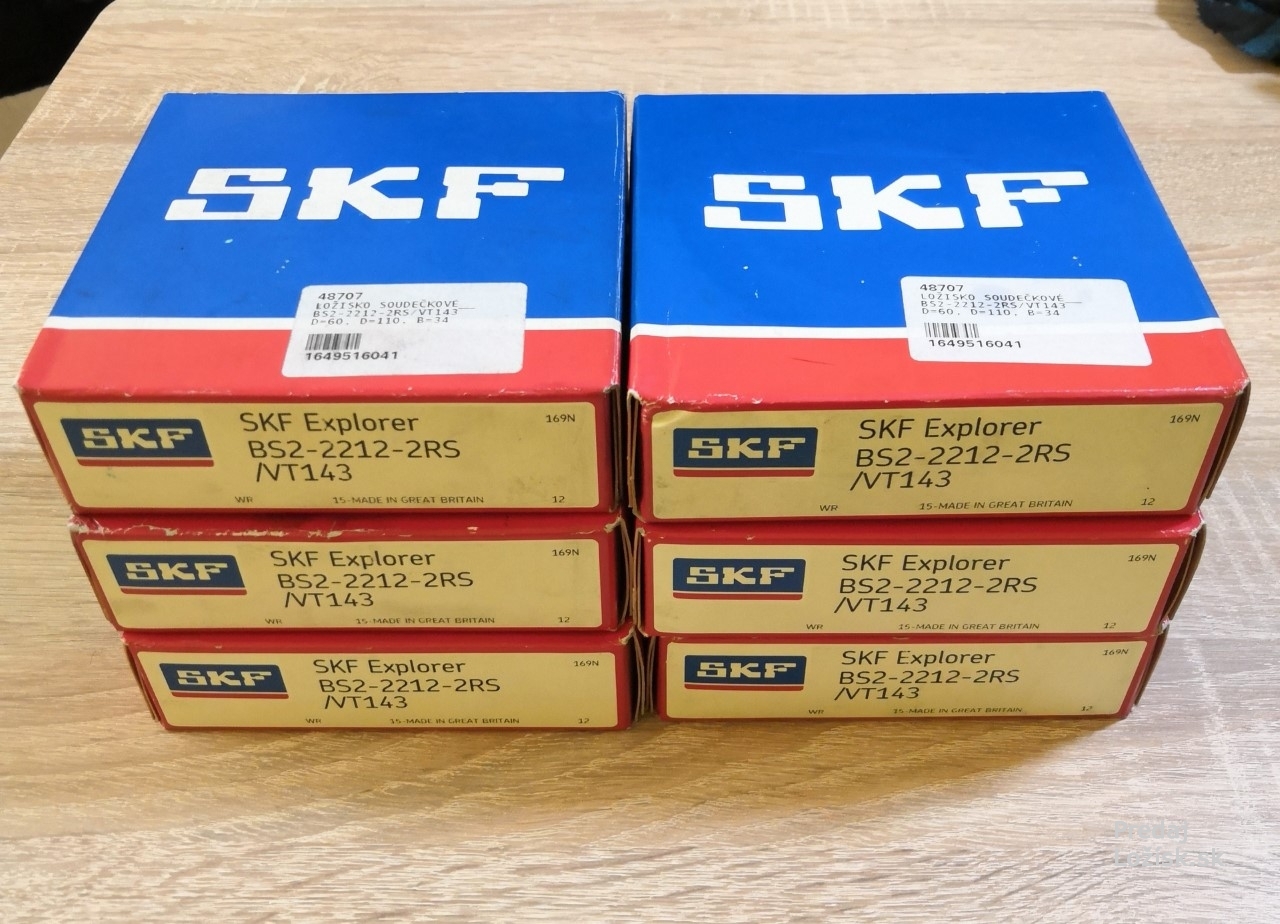 SKF
48707
LOŽISKO SOUDEČKOVÉ
BS2-2212-2RS/VT143
D=60, D=110, B=34
1649516041
SKF
48707
LOŽISKO SOUDEČKOVÉ
BS2-2212-2RS/VT143
D=60, D=110, B=34
1649516041
SKF
SKF Explorer
169N
BS2-2212-2RS
/VT143
WR 15-MADE IN GREAT BRITAIN 12
SKF
SKF Explorer
169N
BS2-2212-2RS
/VT143
WR 15-MADE IN GREAT BRITAIN 12
SKF
SKF Explorer
169N
BS2-2212-2RS
/VT143
WR 15-MADE IN GREAT BRITAIN 12
SKF
SKF Explorer
169N
BS2-2212-2RS
/VT143
WR 15-MADE IN GREAT BRITAIN 12
SKF
SKF Explorer
169N
BS2-2212-2RS
/VT143
WR 15-MADE IN GREAT BRITAIN 12
SKF
SKF Explorer
169N
BS2-2212-2RS
/VT143
WR 15-MADE IN GREAT BRITAIN 12